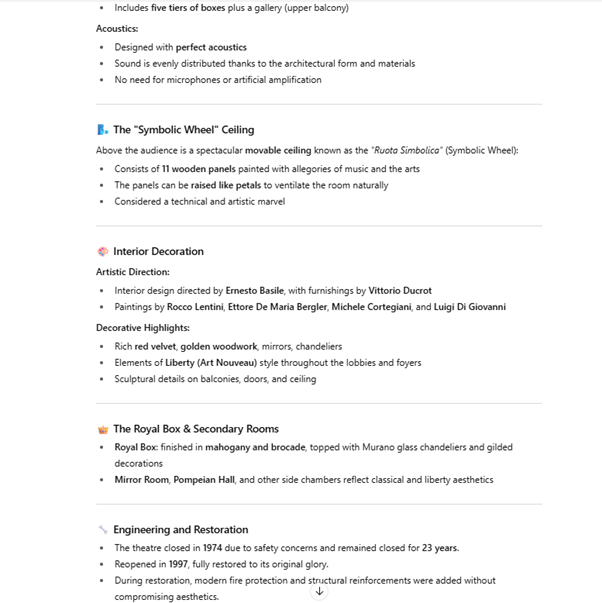 Includes five tiers of boxes plus a gallery (upper balcony)
Acoustics:
Designed with perfect acoustics
Sound is evenly distributed thanks to the architectural form and materials
No need for microphones or artificial amplification
The "Symbolic Wheel" Ceiling
Above the audience is a spectacular movable ceiling known as the "Ruota Simbolica" (Symbolic Wheel):
Consists of 11 wooden panels painted with allegories of music and the arts
The panels can be raised like petals to ventilate the room naturally
Considered a technical and artistic marvel
Interior Decoration
Artistic Direction:
Interior design directed by Ernesto Basile, with furnishings by Vittorio Ducrot
Paintings by Rocco Lentini, Ettore De Maria Bergler, Michele Cortegiani, and Luigi Di Giovanni
Decorative Highlights:
Rich red velvet, golden woodwork, mirrors, chandeliers
Elements of Liberty (Art Nouveau) style throughout the lobbies and foyers
Sculptural details on balconies, doors, and ceiling
The Royal Box & Secondary Rooms
Royal Box: finished in mahogany and brocade, topped with Murano glass chandeliers and gilded
decorations
Mirror Room, Pompeian Hall, and other side chambers reflect classical and liberty aesthetics
Engineering and Restoration
The theatre closed in 1974 due to safety concerns and remained closed for 23 years.
Reopened in 1997, fully restored to its original glory.
During restoration, modern fire protection and structural reinforcements were added without
compromising aesthetics.